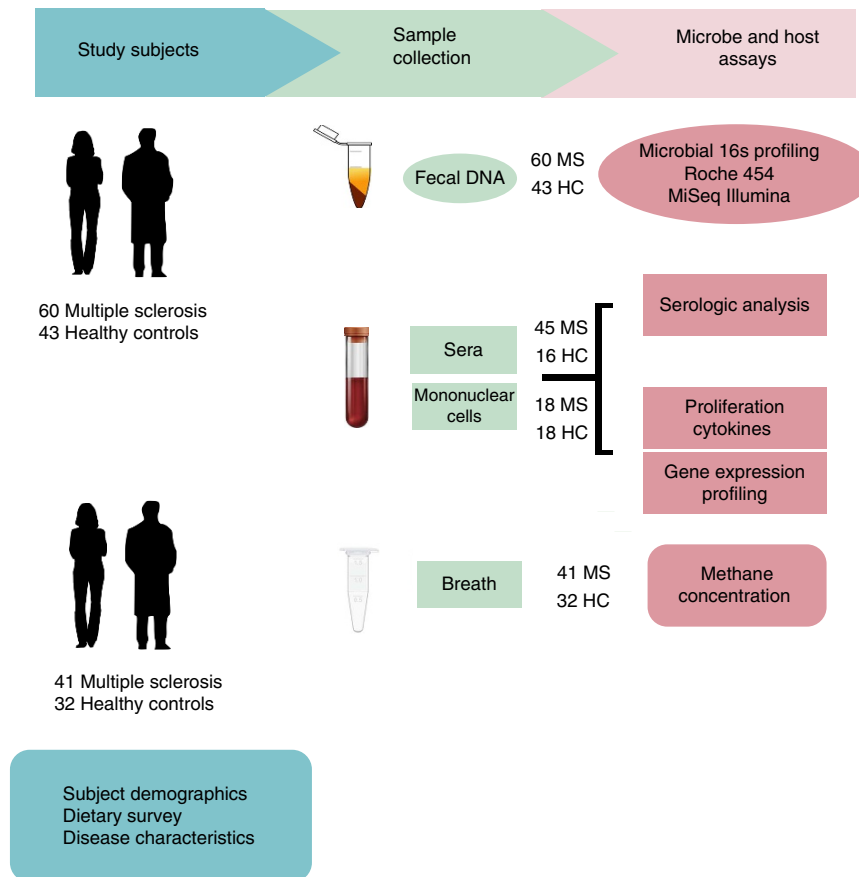 Study subjects
Sample
collection
Microbe and host
assays
60 Multiple sclerosis
43 Healthy controls
Fecal DNA
60 MS
43 HC
Microbial 16s profiling
Roche 454
MiSeq Illumina
Sera
45 MS
16 HC
Serologic analysis
Mononuclear
cells
18 MS
18 HC
Proliferation
cytokines
Gene expression
profiling
41 Multiple sclerosis
32 Healthy controls
Breath
41 MS
32 HC
Methane
concentration
Subject demographics
Dietary survey
Disease characteristics